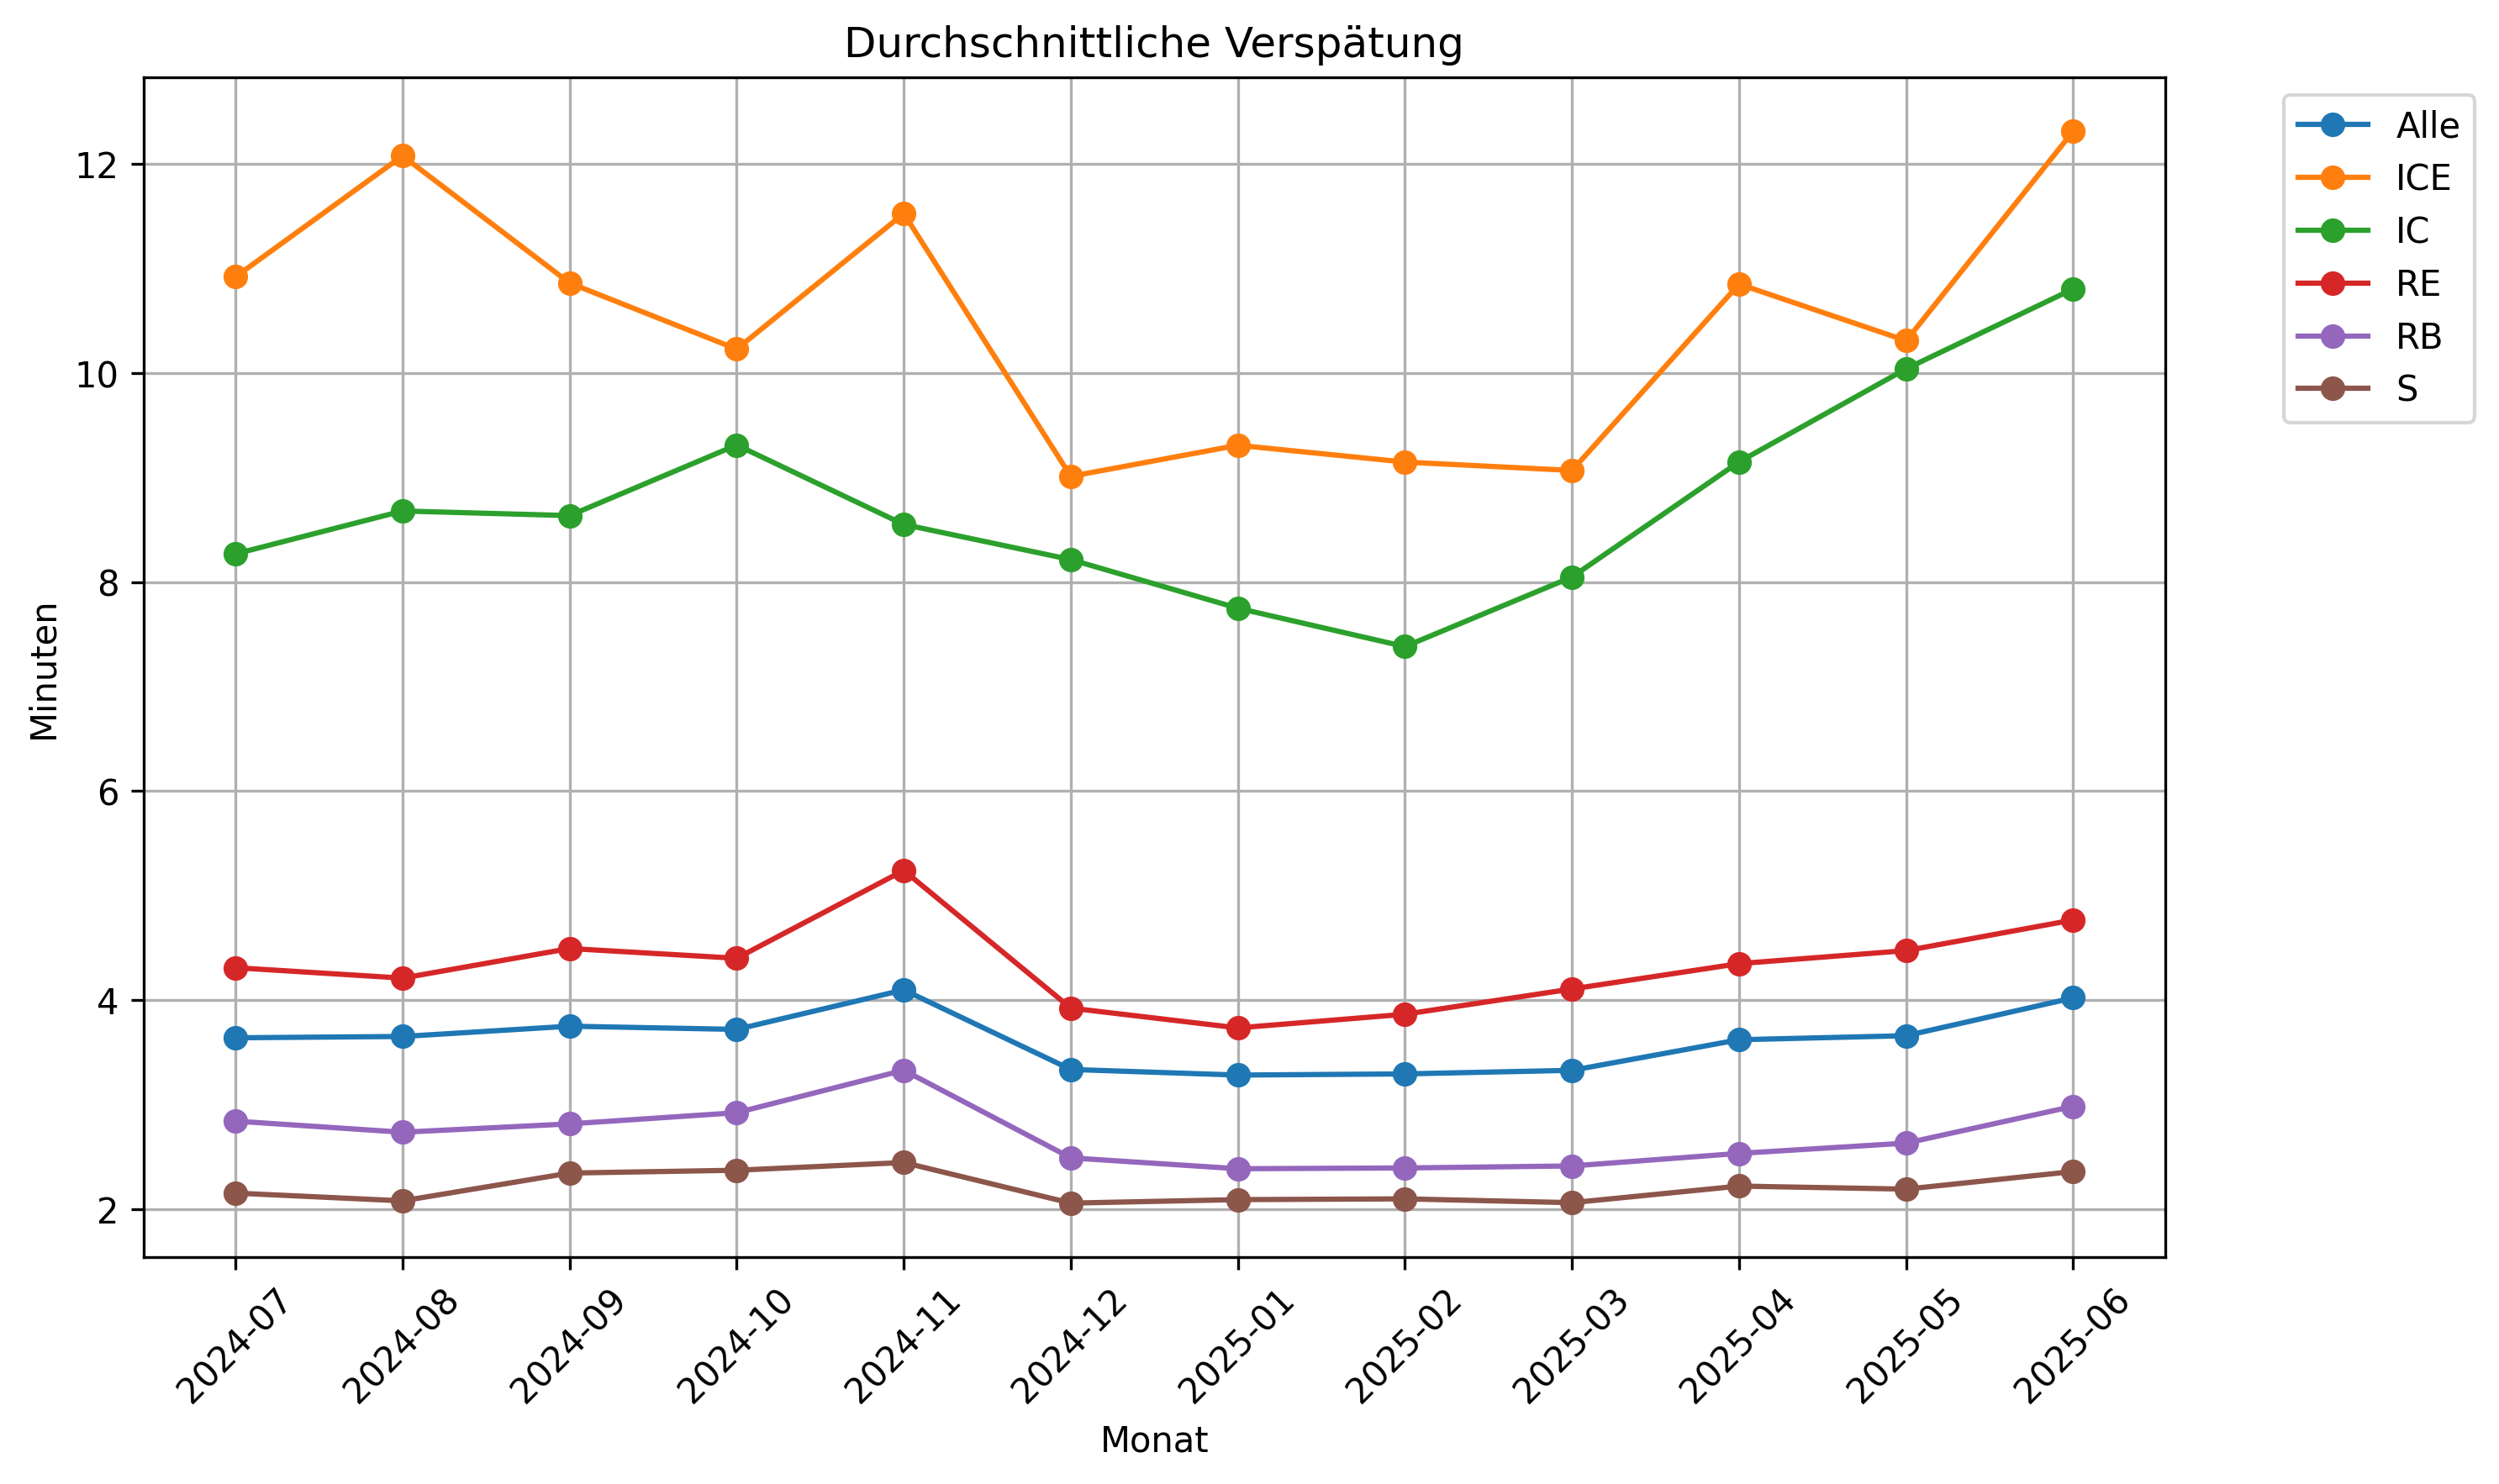 Durchschnittliche Verspätung
12
10
8
6
4
2
Minuten
2024-07
2024-08
2024-09
2024-10
2024-11
2024-12
2025-01
2025-02
2025-03
2025-04
2025-05
2025-06
Monat
Alle
ICE
IC
RE
RB
S